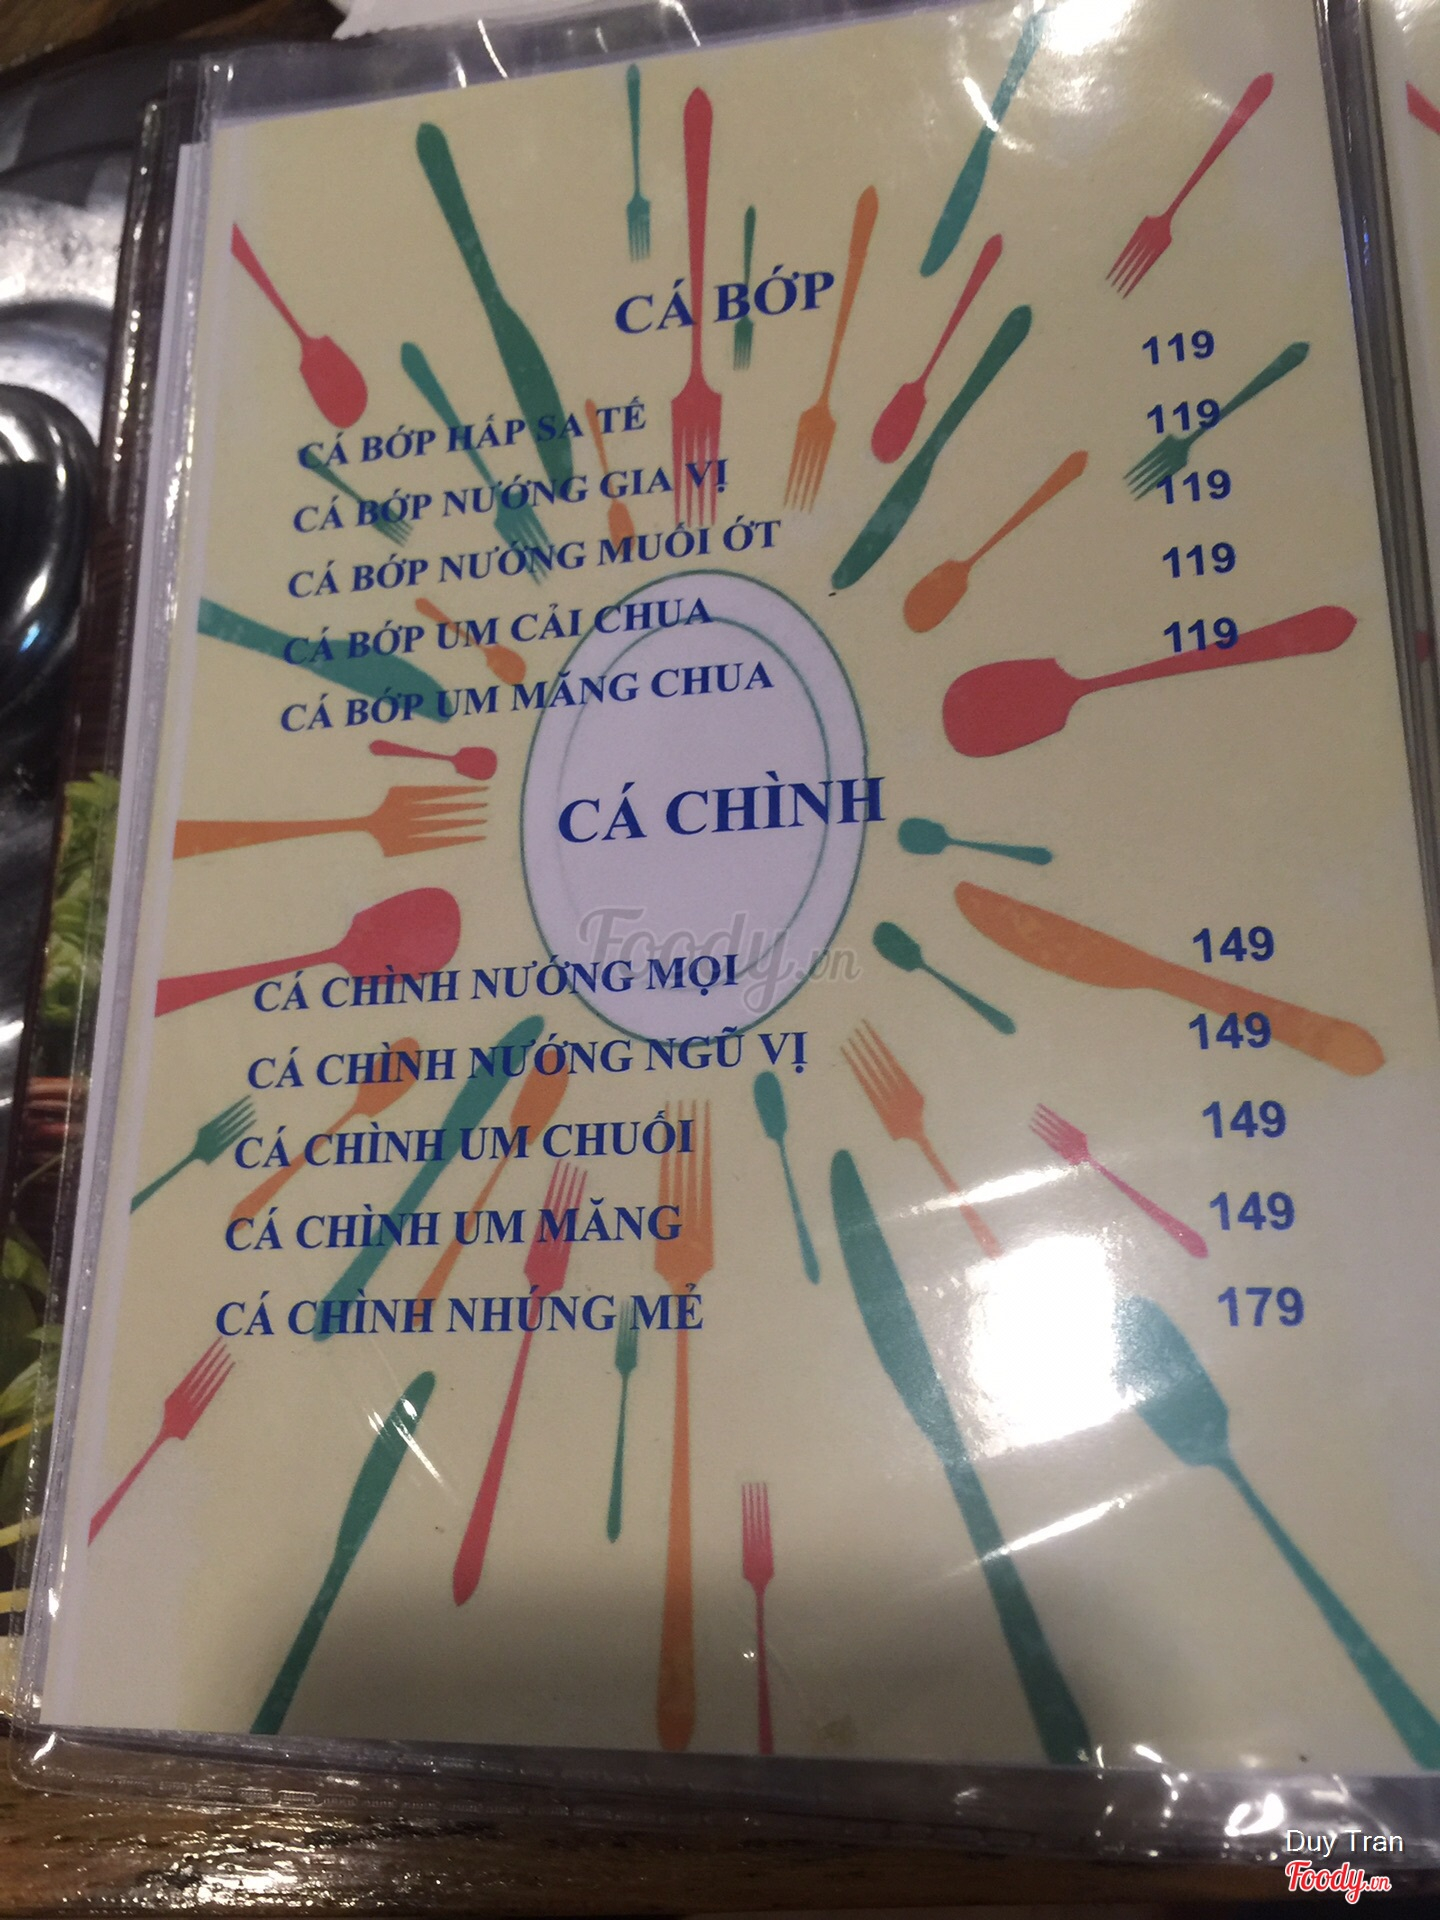 CÁ BỚP
CÁ BỚP HẤP SA TẾ 119
CÁ BỚP NƯỚNG GIA VỊ 119
CÁ BỚP NƯỚNG MUỐI ỚT 119
CÁ BỚP UM CẢI CHUA 119
CÁ BỚP UM MĂNG CHUA 119
CÁ CHÌNH
Foody.vn
CÁ CHÌNH NƯỚNG MỌI 149
CÁ CHÌNH NƯỚNG NGŨ VỊ 149
CÁ CHÌNH UM CHUỐI 149
CÁ CHÌNH UM MĂNG 149
CÁ CHÌNH NHÚNG MẺ 179
Duy Tran
Foody.vn